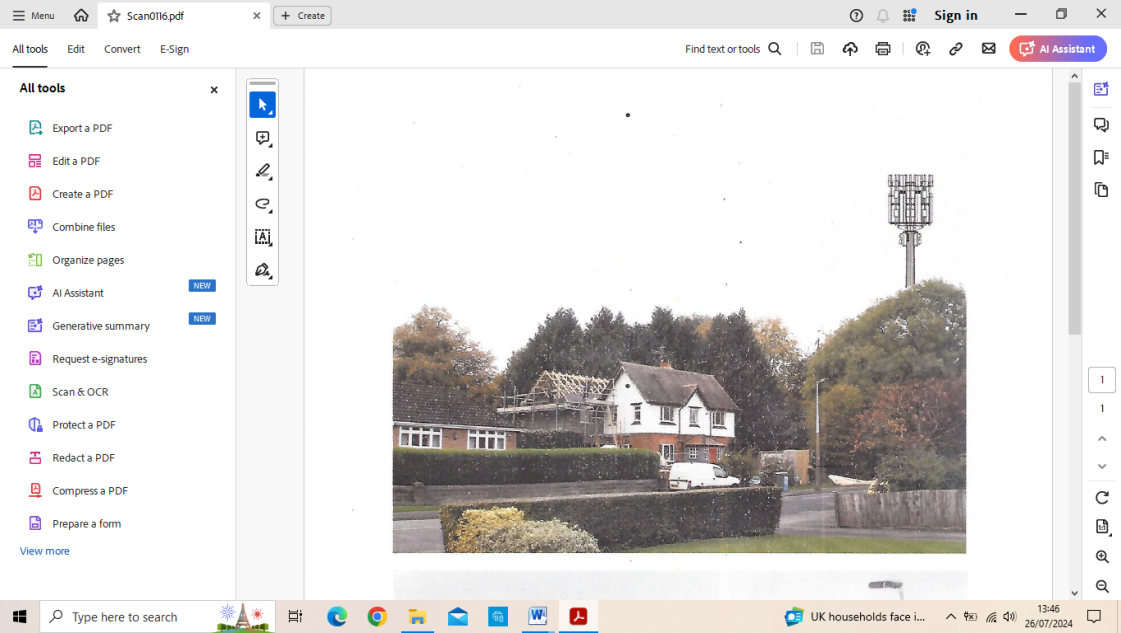 Menu
Scan0116.pdf
Create
Sign in
All tools
Edit
Convert
E-Sign
Find text or tools
AI Assistant
All tools
Export a PDF
Edit a PDF
Create a PDF
Combine files
Organize pages
AI Assistant NEW
Generative summary NEW
Request e-signatures
Scan & OCR
Protect a PDF
Redact a PDF
Compress a PDF
Prepare a form
View more
1
1
Type here to search
UK households face i...
13:46
26/07/2024